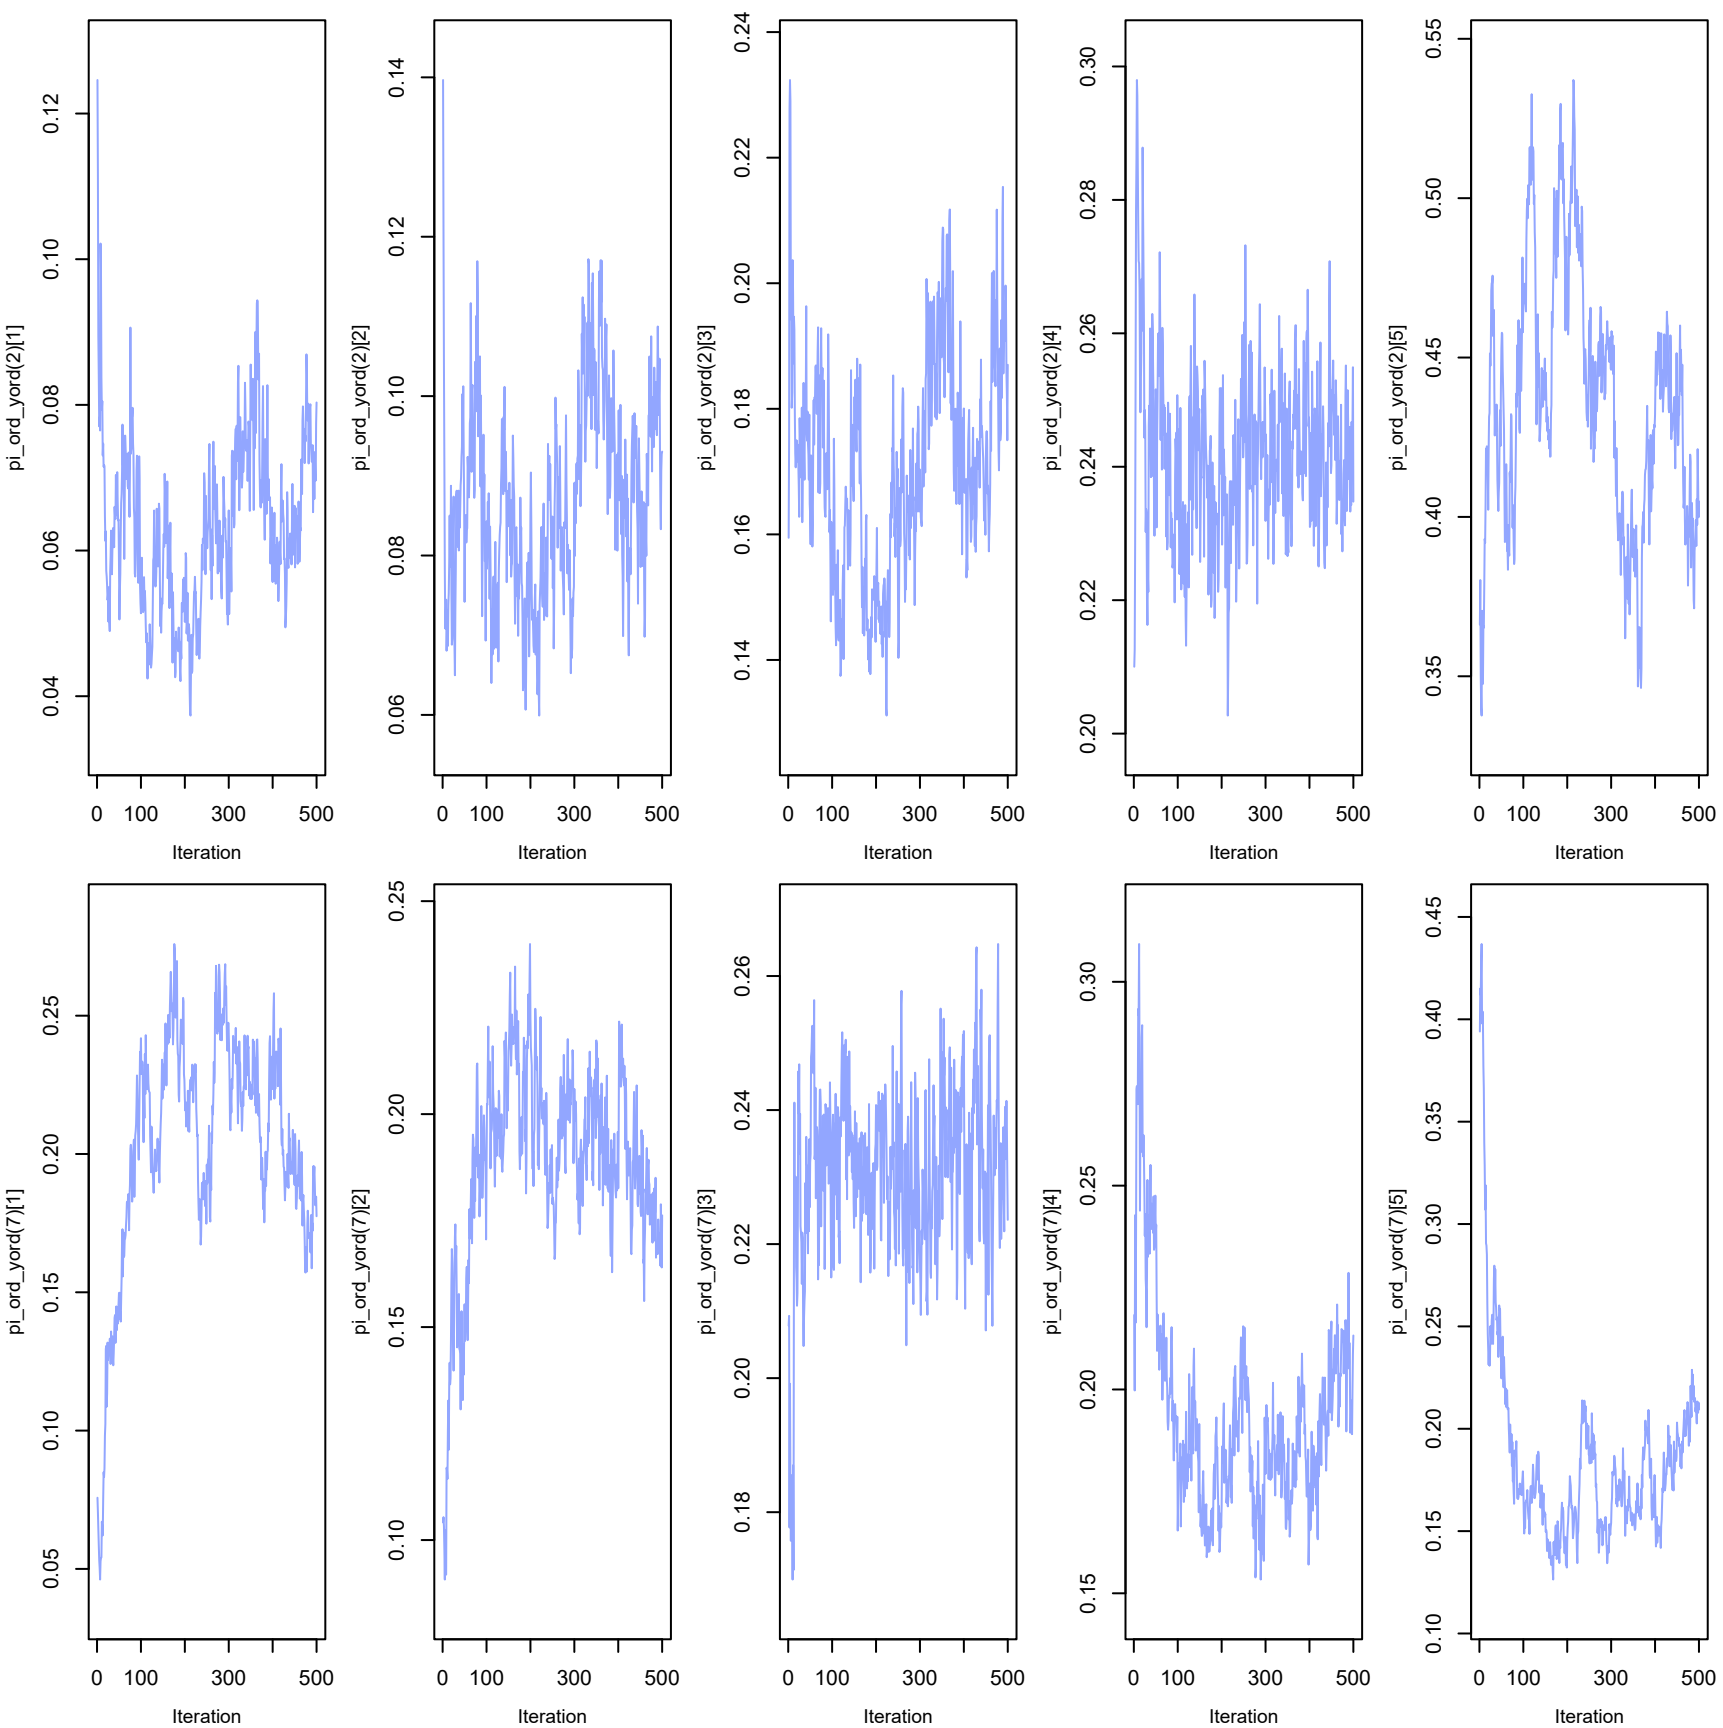 pi_ord_yord(2)[1]
0.04 0.06 0.08 0.10 0.12
0 100 300 500
Iteration
pi_ord_yord(2)[2]
0.06 0.08 0.10 0.12 0.14
0 100 300 500
Iteration
pi_ord_yord(2)[3]
0.14 0.16 0.18 0.20 0.22 0.24
0 100 300 500
Iteration
pi_ord_yord(2)[4]
0.20 0.22 0.24 0.26 0.28 0.30
0 100 300 500
Iteration
pi_ord_yord(2)[5]
0.35 0.40 0.45 0.50 0.55
0 100 300 500
Iteration
pi_ord_yord(7)[1]
0.05 0.10 0.15 0.20 0.25
0 100 300 500
Iteration
pi_ord_yord(7)[2]
0.10 0.15 0.20 0.25
0 100 300 500
Iteration
pi_ord_yord(7)[3]
0.18 0.20 0.22 0.24 0.26
0 100 300 500
Iteration
pi_ord_yord(7)[4]
0.15 0.20 0.25 0.30
0 100 300 500
Iteration
pi_ord_yord(7)[5]
0.10 0.15 0.20 0.25 0.30 0.35 0.40 0.45
0 100 300 500
Iteration